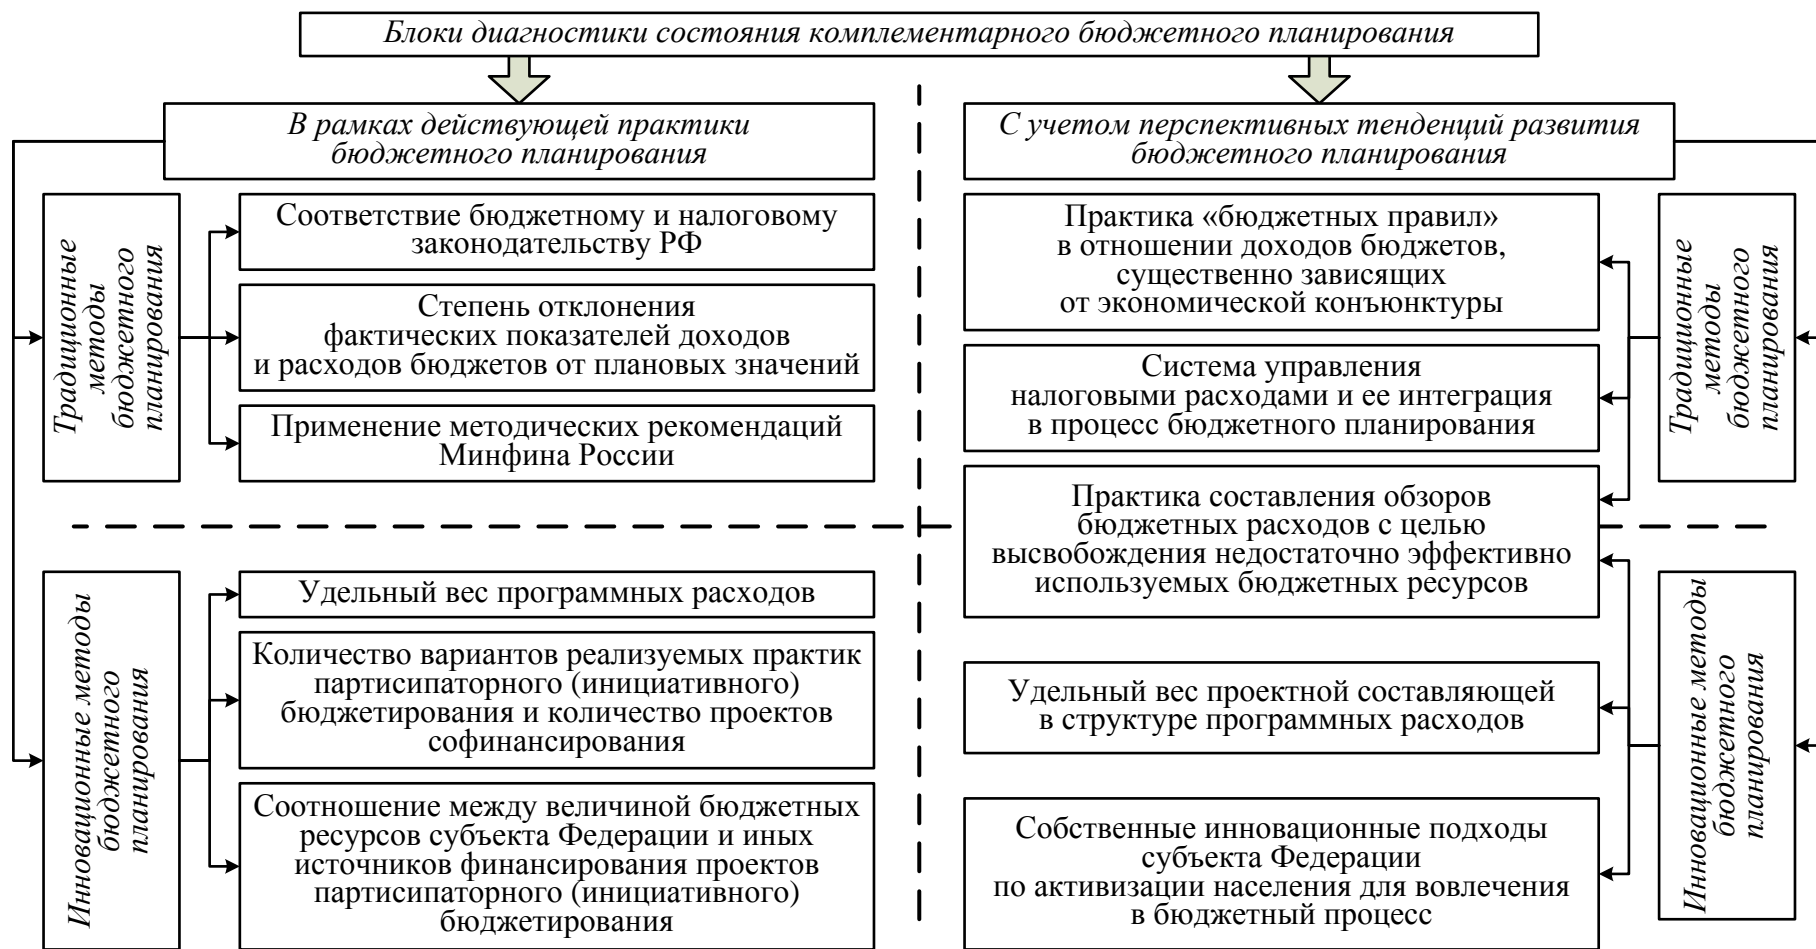 Блоки диагностики состояния комплементарного бюджетного планирования
В рамках действующей практики
бюджетного планирования
Традиционные
методы
бюджетного
планирования
Соответствие бюджетному и налоговому
законодательству РФ
Степень отклонения
фактических показателей доходов
и расходов бюджетов от плановых значений
Применение методических рекомендаций
Минфина России
Инновационные методы
бюджетного
планирования
Удельный вес программных расходов
Количество вариантов реализуемых практик
партисипаторного (инициативного)
бюджетирования и количество проектов
софинансирования
Соотношение между величиной бюджетных
ресурсов субъекта Федерации и иных
источников финансирования проектов
партисипаторного (инициативного)
бюджетирования
С учетом перспективных тенденций развития
бюджетного планирования
Практика «бюджетных правил»
в отношении доходов бюджетов,
существенно зависящих
от экономической конъюнктуры
Система управления
налоговыми расходами и ее интеграция
в процесс бюджетного планирования
Практика составления обзоров
бюджетных расходов с целью
высвобождения недостаточно эффективно
используемых бюджетных ресурсов
Традиционные
методы
бюджетного
планирования
Удельный вес проектной составляющей
в структуре программных расходов
Собственные инновационные подходы
субъекта Федерации
по активизации населения для вовлечения
в бюджетный процесс
Инновационные методы
бюджетного
планирования